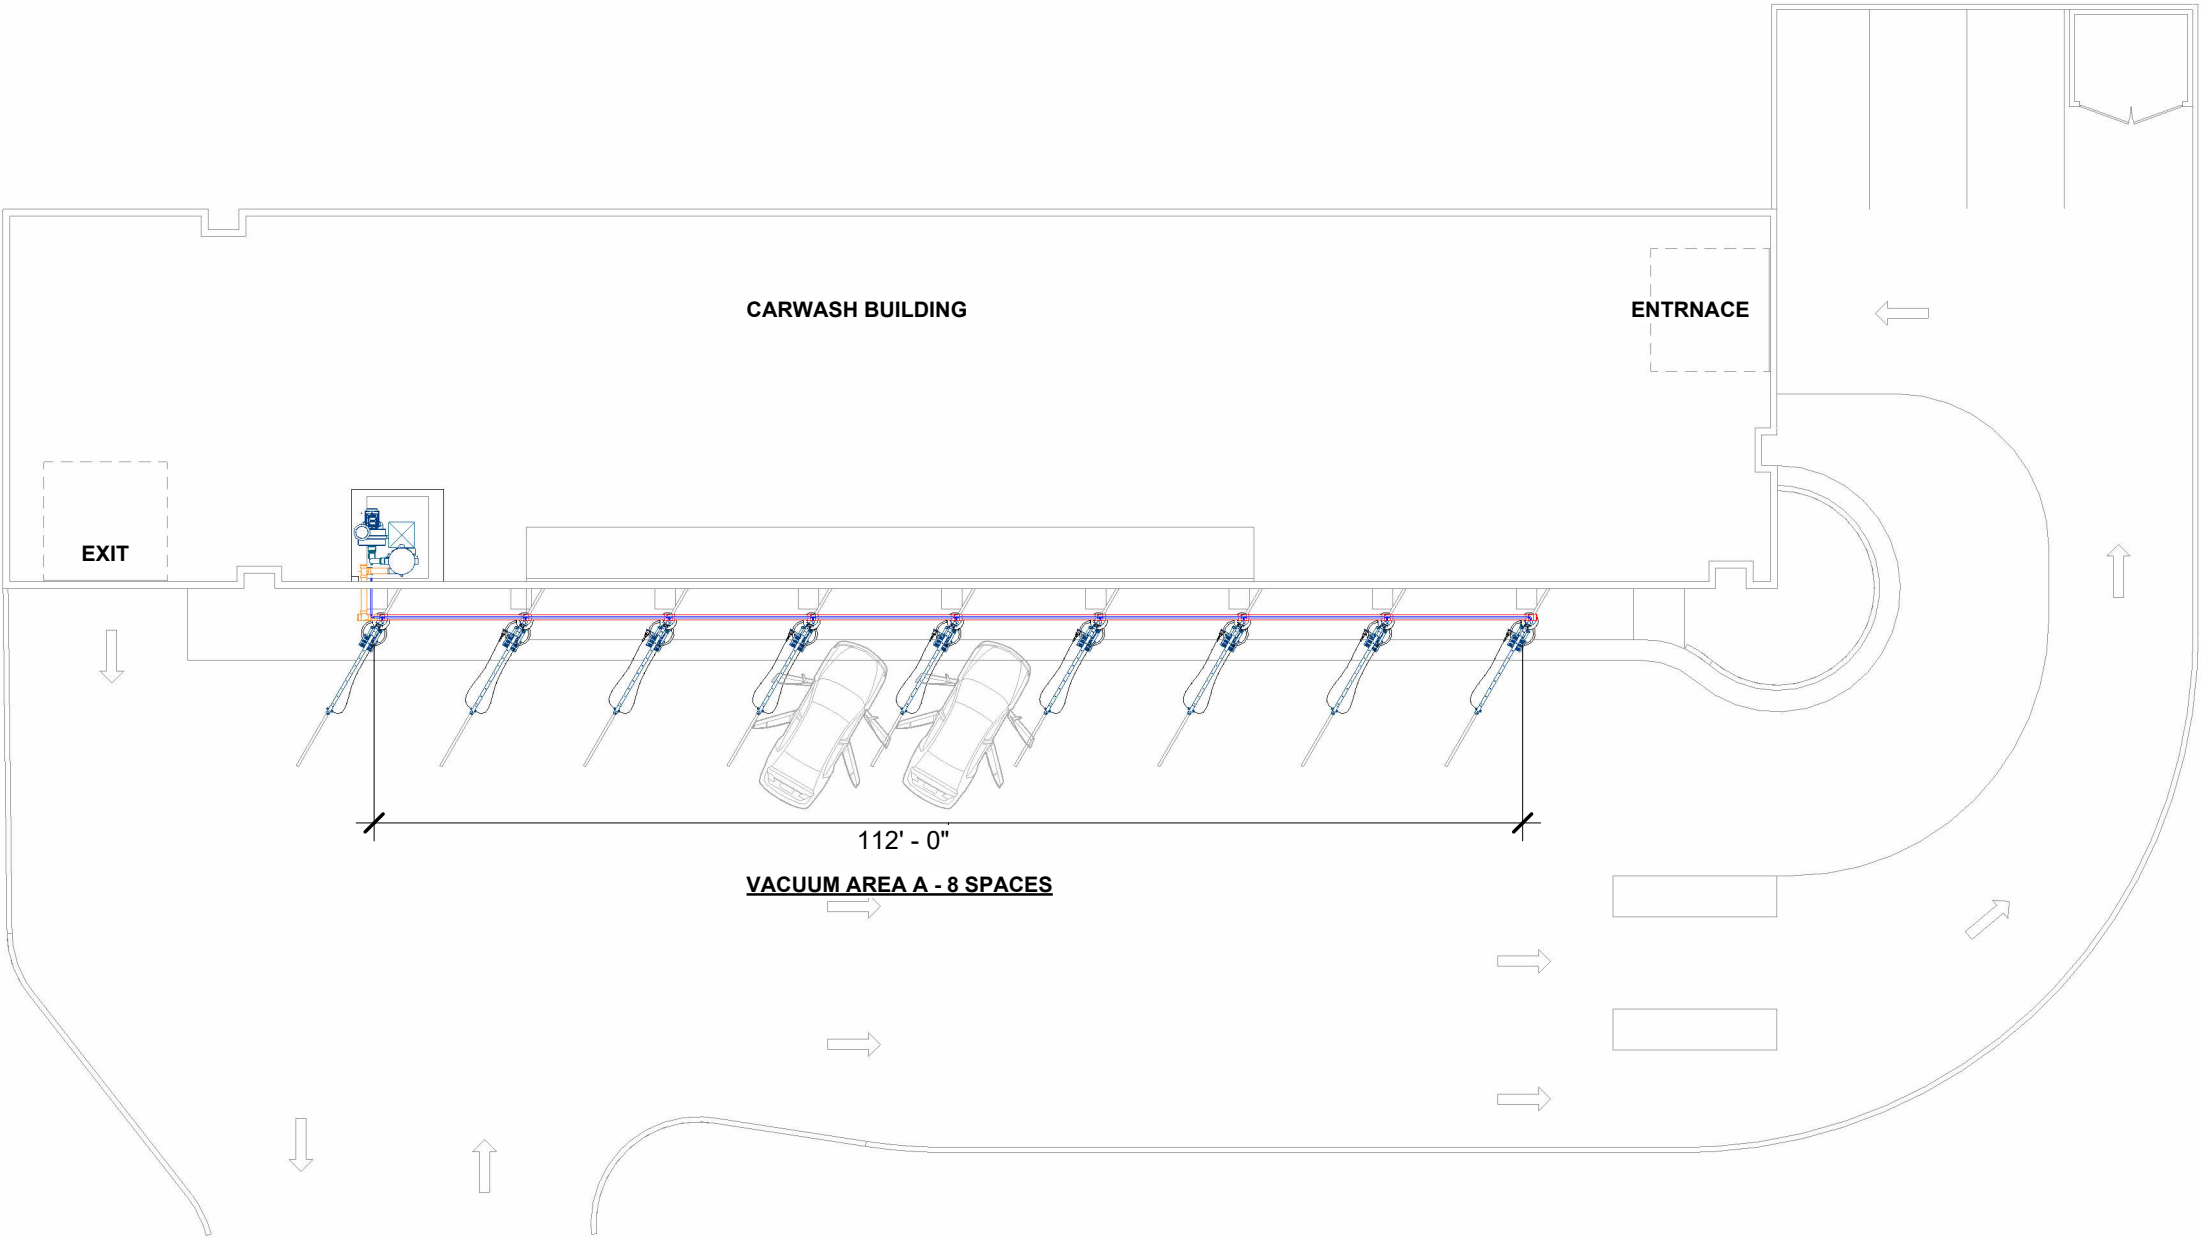 CARWASH BUILDING
ENTRNACE
EXIT
112' - 0"
VACUUM AREA A - 8 SPACES